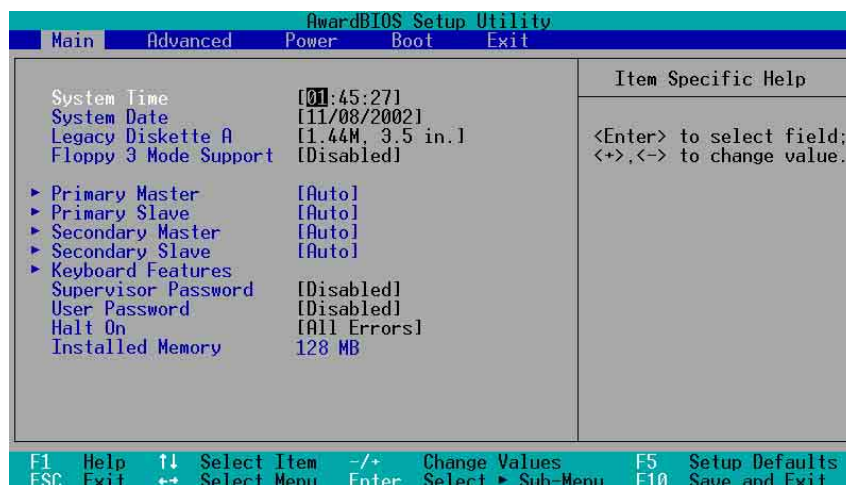 AwardBIOS Setup Utility
Main Advanced Power Boot Exit
Item Specific Help
System Time [01:45:27]
System Date [11/08/2002]
Legacy Diskette A [1.44M, 3.5 in.]
Floppy 3 Mode Support [Disabled]
<Enter> to select field;
<+>,<-> to change value.
▶ Primary Master [Auto]
▶ Primary Slave [Auto]
▶ Secondary Master [Auto]
▶ Secondary Slave [Auto]
▶ Keyboard Features
Supervisor Password [Disabled]
User Password [Disabled]
Halt On [All Errors]
Installed Memory 128 MB
F1 Help ↑↓ Select Item -/+ Change Values F5 Setup Defaults
ESC Exit ←→ Select Menu Enter Select ▶ Sub-Menu F10 Save and Exit